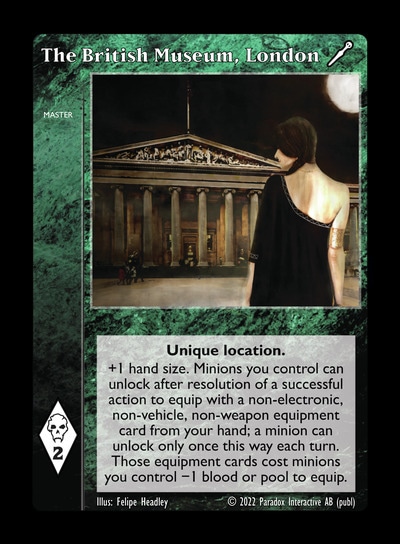 The British Museum, London
MASTER
Unique location.
+1 hand size. Minions you control can
unlock after resolution of a successful
action to equip with a non-electronic,
non-vehicle, non-weapon equipment
card from your hand; a minion can
unlock only once this way each turn.
Those equipment cards cost minions
you control −1 blood or pool to equip.
2
Illus: Felipe Headley © 2022 Paradox Interactive AB (publ)